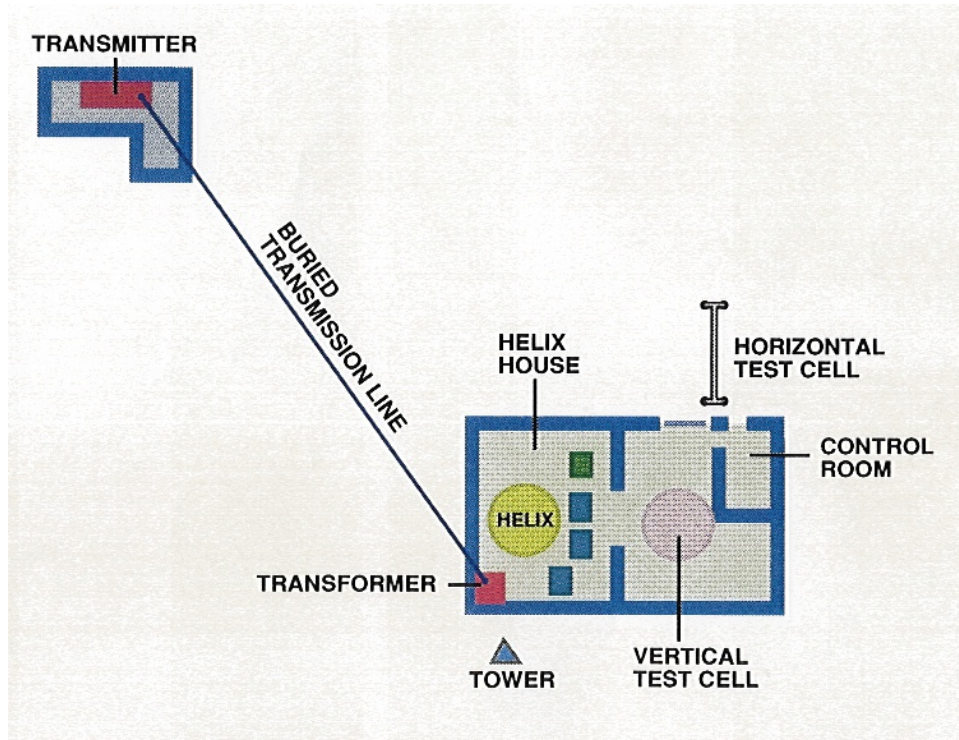 TRANSMITTER
BURIED
TRANSMISSION LINE
HELIX
HOUSE
HORIZONTAL
TEST CELL
CONTROL
ROOM
HELIX
TRANSFORMER
TOWER
VERTICAL
TEST CELL